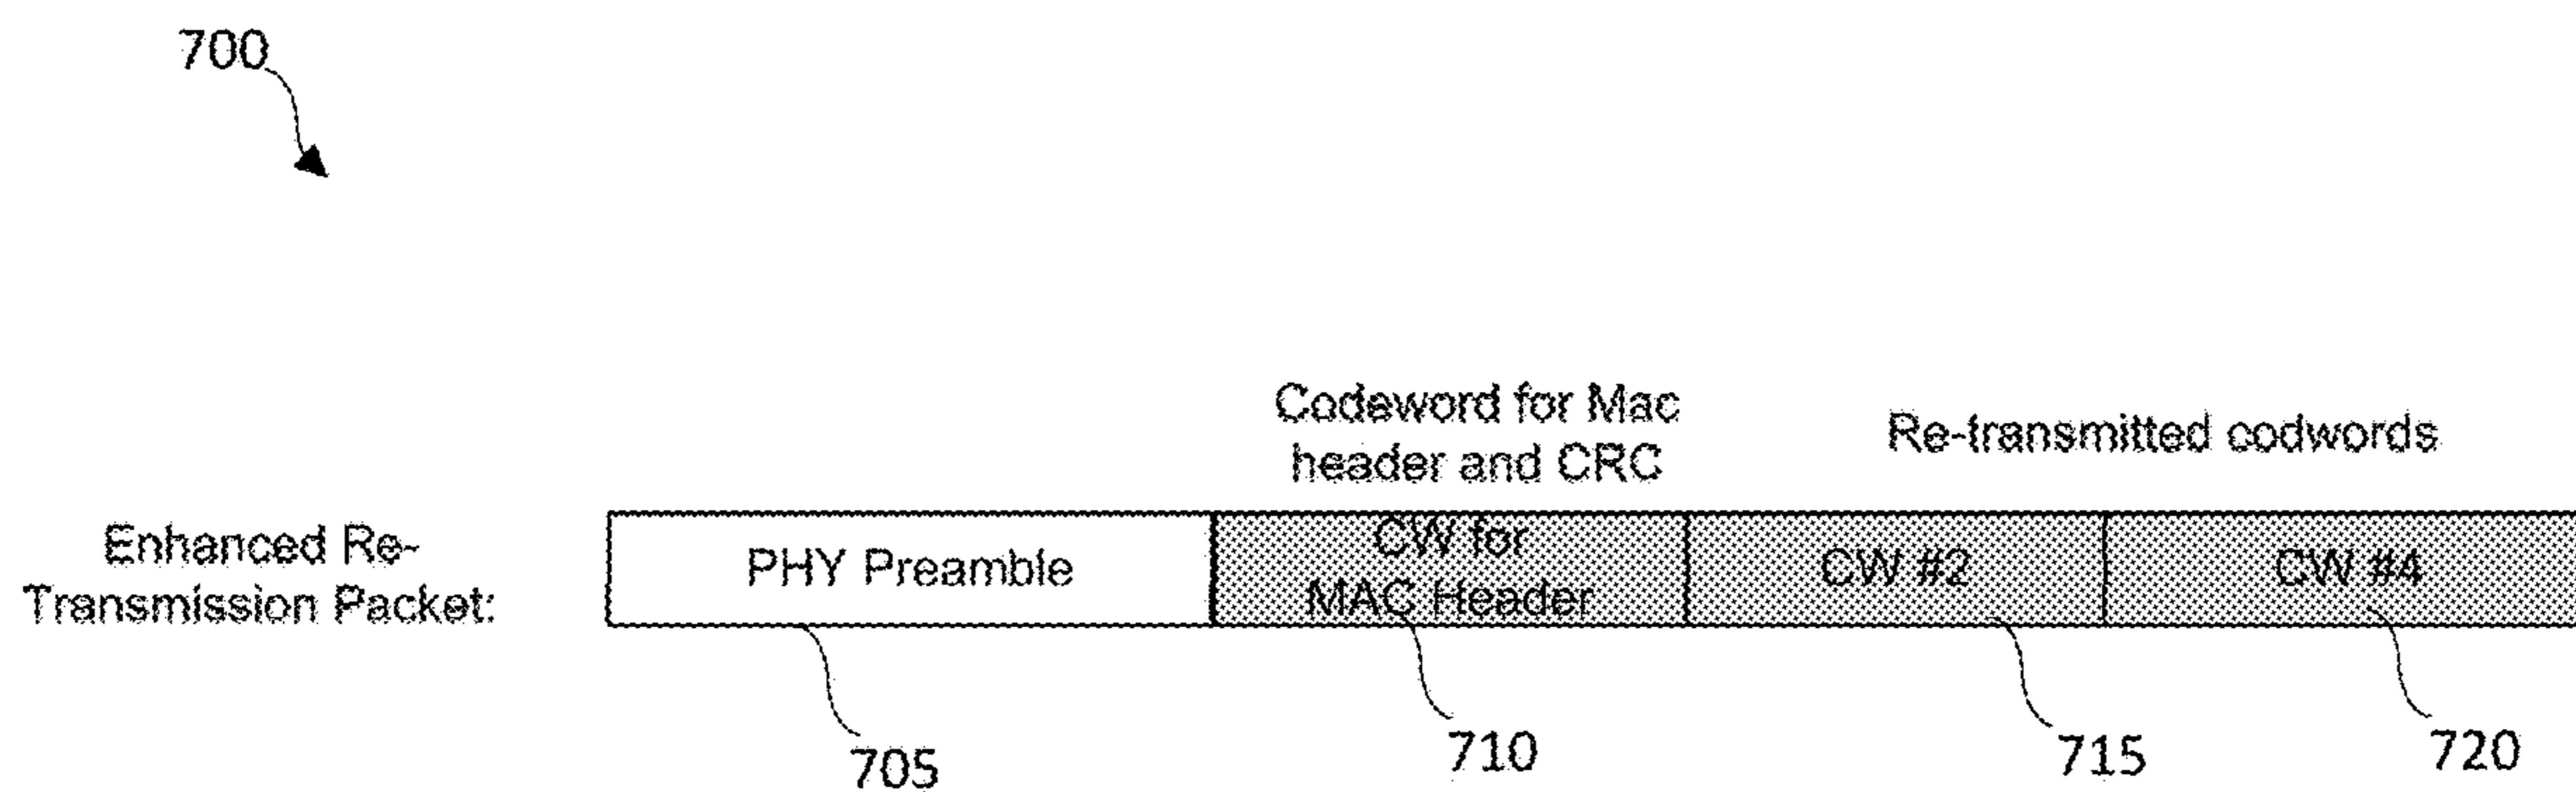 700
Codeword for Mac
header and CRC
Re-transmitted codwords
Enhanced Re-
Transmission Packet:
PHY Preamble
CW for
MAC Header
CW #2
CW #4
705
710
715
720